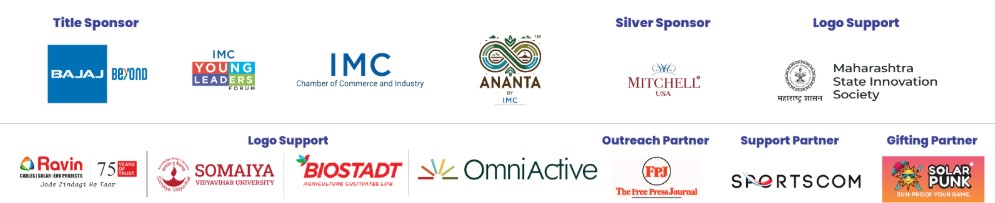 Title Sponsor
Silver Sponsor
Logo Support
BAJAJ
BEYOND
IMC
YOUNG
LEADERS
FORUM
IMC
Chamber of Commerce and Industry
TM
ANANTA
BY
IMC
MITCHELL®
USA
महाराष्ट्र शासन
Maharashtra
State Innovation
Society
Logo Support
Outreach Partner
Support Partner
Gifting Partner
Ravin
CABLES | SOLAR | EPC PROJECTS
75 YEARS OF TRUST
Jode Zindagi Ke Taar
SOMAIYA
VIDYAVIHAR UNIVERSITY
BIOSTADT
AGRICULTURE CULTIVATES LIFE
OmniActive
FPJ
The Free Press Journal
SPORTSCOM
SOLAR
PUNK
SUN-PROOF YOUR GAME